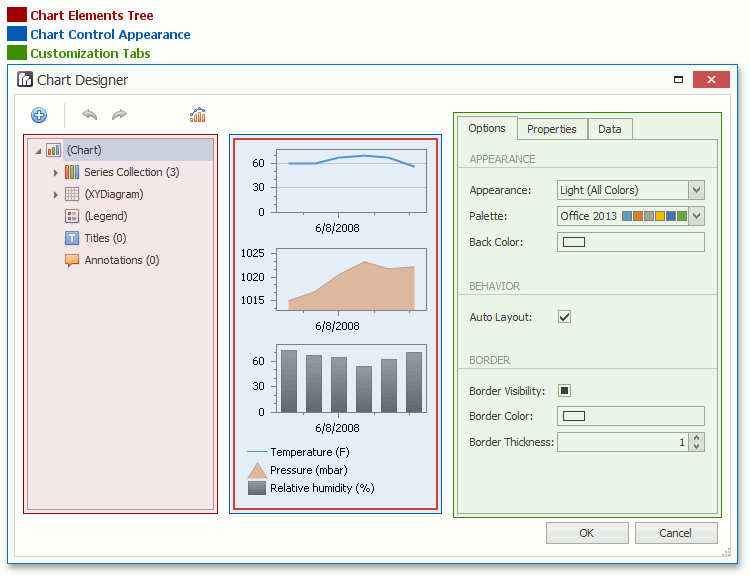 Chart Elements Tree
Chart Control Appearance
Customization Tabs
Chart Designer
(Chart)
Series Collection (3)
(XYDiagram)
(Legend)
Titles (0)
Annotations (0)
60
30
0
6/8/2008
1025
1020
1015
6/8/2008
60
30
0
6/8/2008
Temperature (F)
Pressure (mbar)
Relative humidity (%)
Options Properties Data
APPEARANCE
Appearance: Light (All Colors)
Palette: Office 2013
Back Color:
BEHAVIOR
Auto Layout:
BORDER
Border Visibility:
Border Color:
Border Thickness: 1
OK Cancel